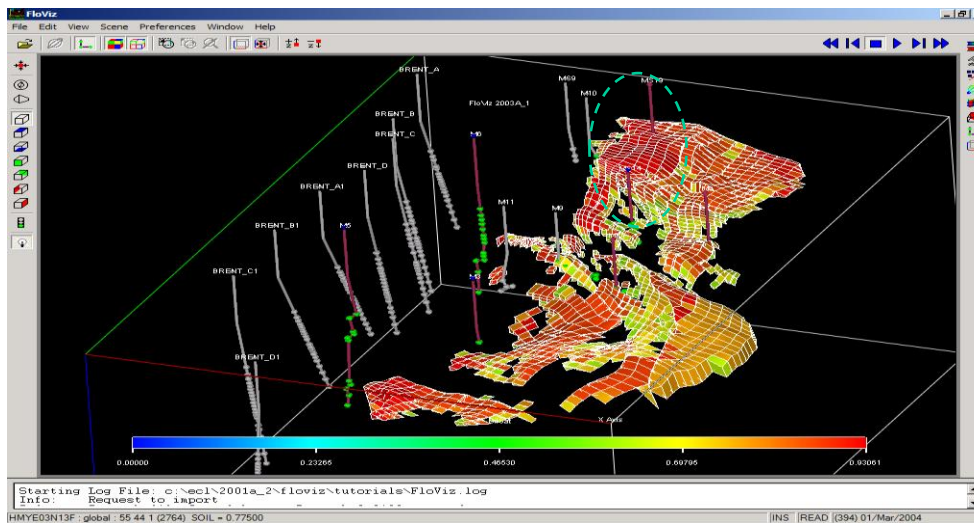 FloViz
File Edit View Scene Preferences Window Help
BRENT_A
M69
M10
FloViz 2003A_1
BRENT_B
BRENT_C
M6
BRENT_D
BRENT_A1
M11
M9
BRENT_B1
M5
BRENT_C1
M3
BRENT_D1
X Axis
0.00000 0.23265 0.46530 0.69795 0.93061
Starting Log File: c:\ecl\2001a_2\floviz\tutorials\FloViz.log
Info: Request to import
HMYE03N13F : global : 55 44 1 (2764) SOIL = 0.77500
INS READ (394) 01/Mar/2004